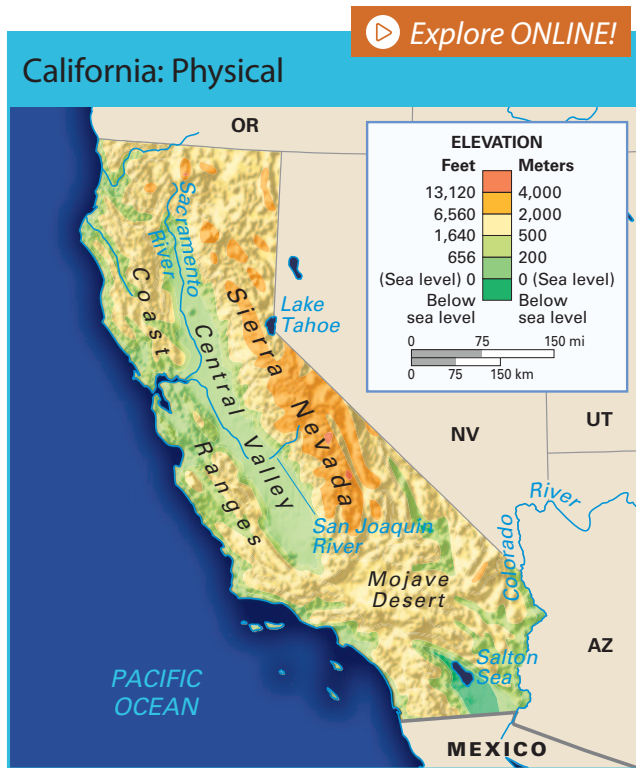 Explore ONLINE!
California: Physical
OR
ELEVATION
Feet Meters
13,120 4,000
6,560 2,000
1,640 500
656 200
(Sea level) 0 0 (Sea level)
Below Below
sea level sea level
0 75 150 mi
0 75 150 km
Sacramento
River
Coast
Ranges
Central Valley
Sierra Nevada
Lake
Tahoe
NV
UT
San Joaquin
River
Mojave
Desert
Colorado
River
AZ
Salton
Sea
PACIFIC
OCEAN
MEXICO